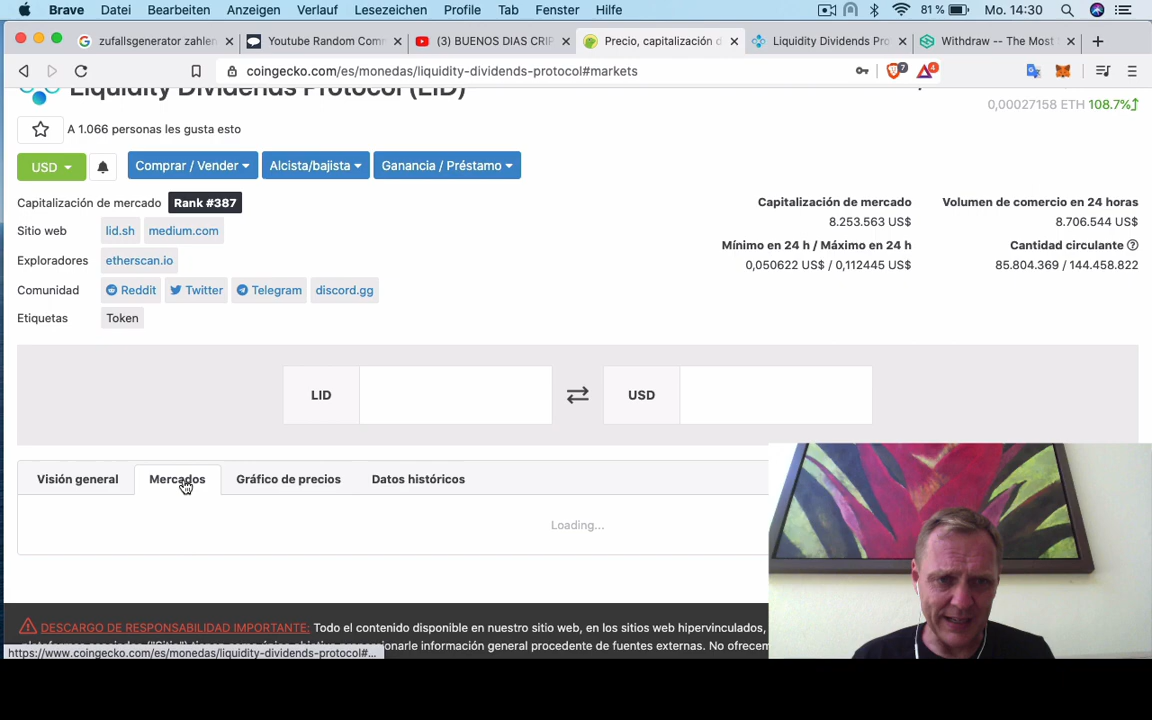 Brave Datei Bearbeiten Anzeigen Verlauf Lesezeichen Profile Tab Fenster Hilfe 81 % Mo. 14:30
zufallsgenerator zahlen Youtube Random Com (3) BUENOS DIAS CRIP Precio, capitalización d Liquidity Dividends Pro Withdraw -- The Most
coingecko.com/es/monedas/liquidity-dividends-protocol#markets 7 4
Liquidity Dividends Protocol (LID)
0,00027158 ETH 108.7%
A 1.066 personas les gusta esto
USD Comprar / Vender Alcista/bajista Ganancia / Préstamo
Capitalización de mercado Rank #387 Capitalización de mercado Volumen de comercio en 24 horas
8.253.563 US$ 8.706.544 US$
Sitio web lid.sh medium.com
Mínimo en 24 h / Máximo en 24 h Cantidad circulante
Exploradores etherscan.io 0,050622 US$ / 0,112445 US$ 85.804.369 / 144.458.822
Comunidad Reddit Twitter Telegram discord.gg
Etiquetas Token
LID USD
Visión general Mercados Gráfico de precios Datos históricos
Loading...
DESCARGO DE RESPONSABILIDAD IMPORTANTE: Todo el contenido disponible en nuestro sitio web, en los sitios web hipervinculados,
https://www.coingecko.com/es/monedas/liquidity-dividends-protocol#... información general procedente de fuentes externas. No ofrecem